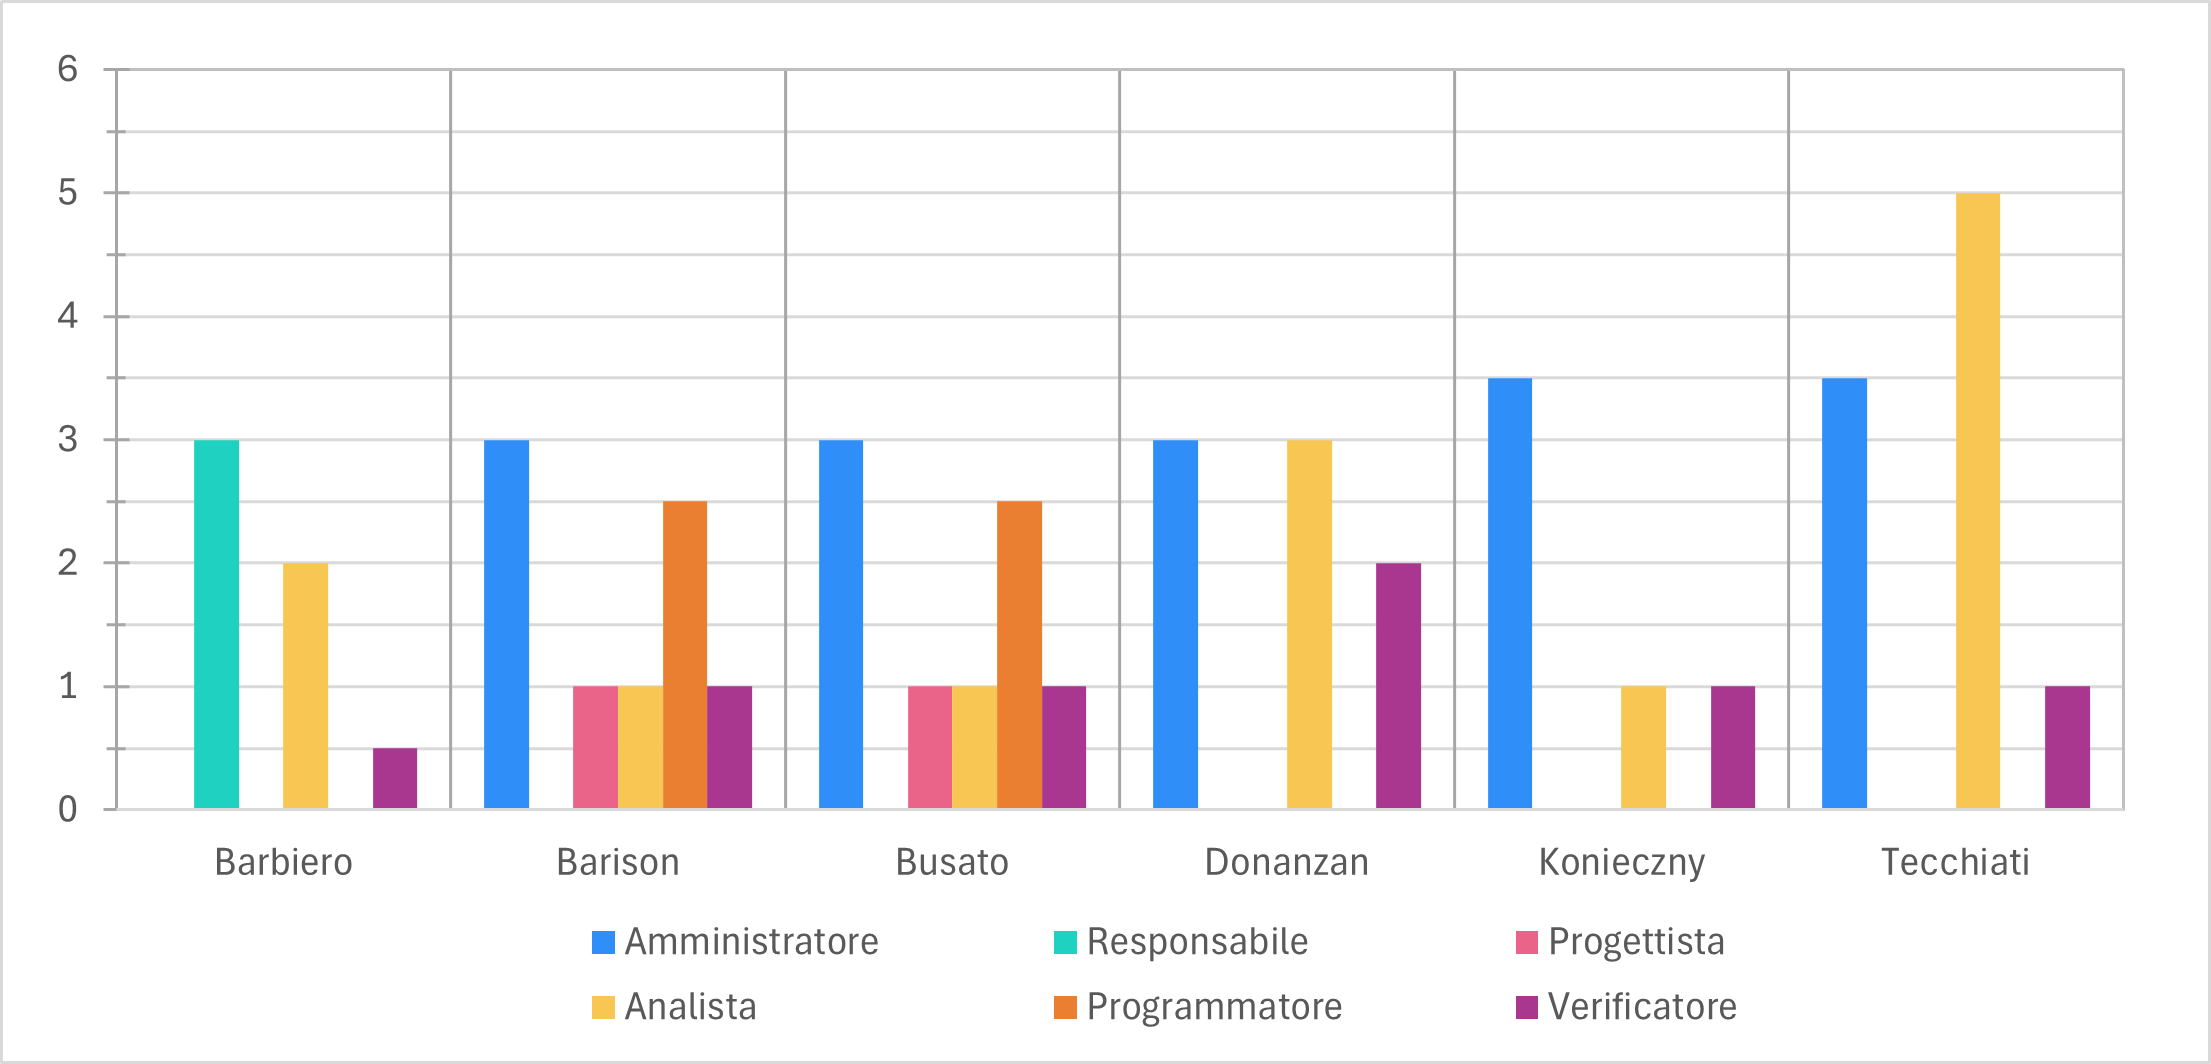 6
5
4
3
2
1
0
Barbiero Barison Busato Donanzan Konieczny Tecchiati
Amministratore Responsabile Progettista
Analista Programmatore Verificatore